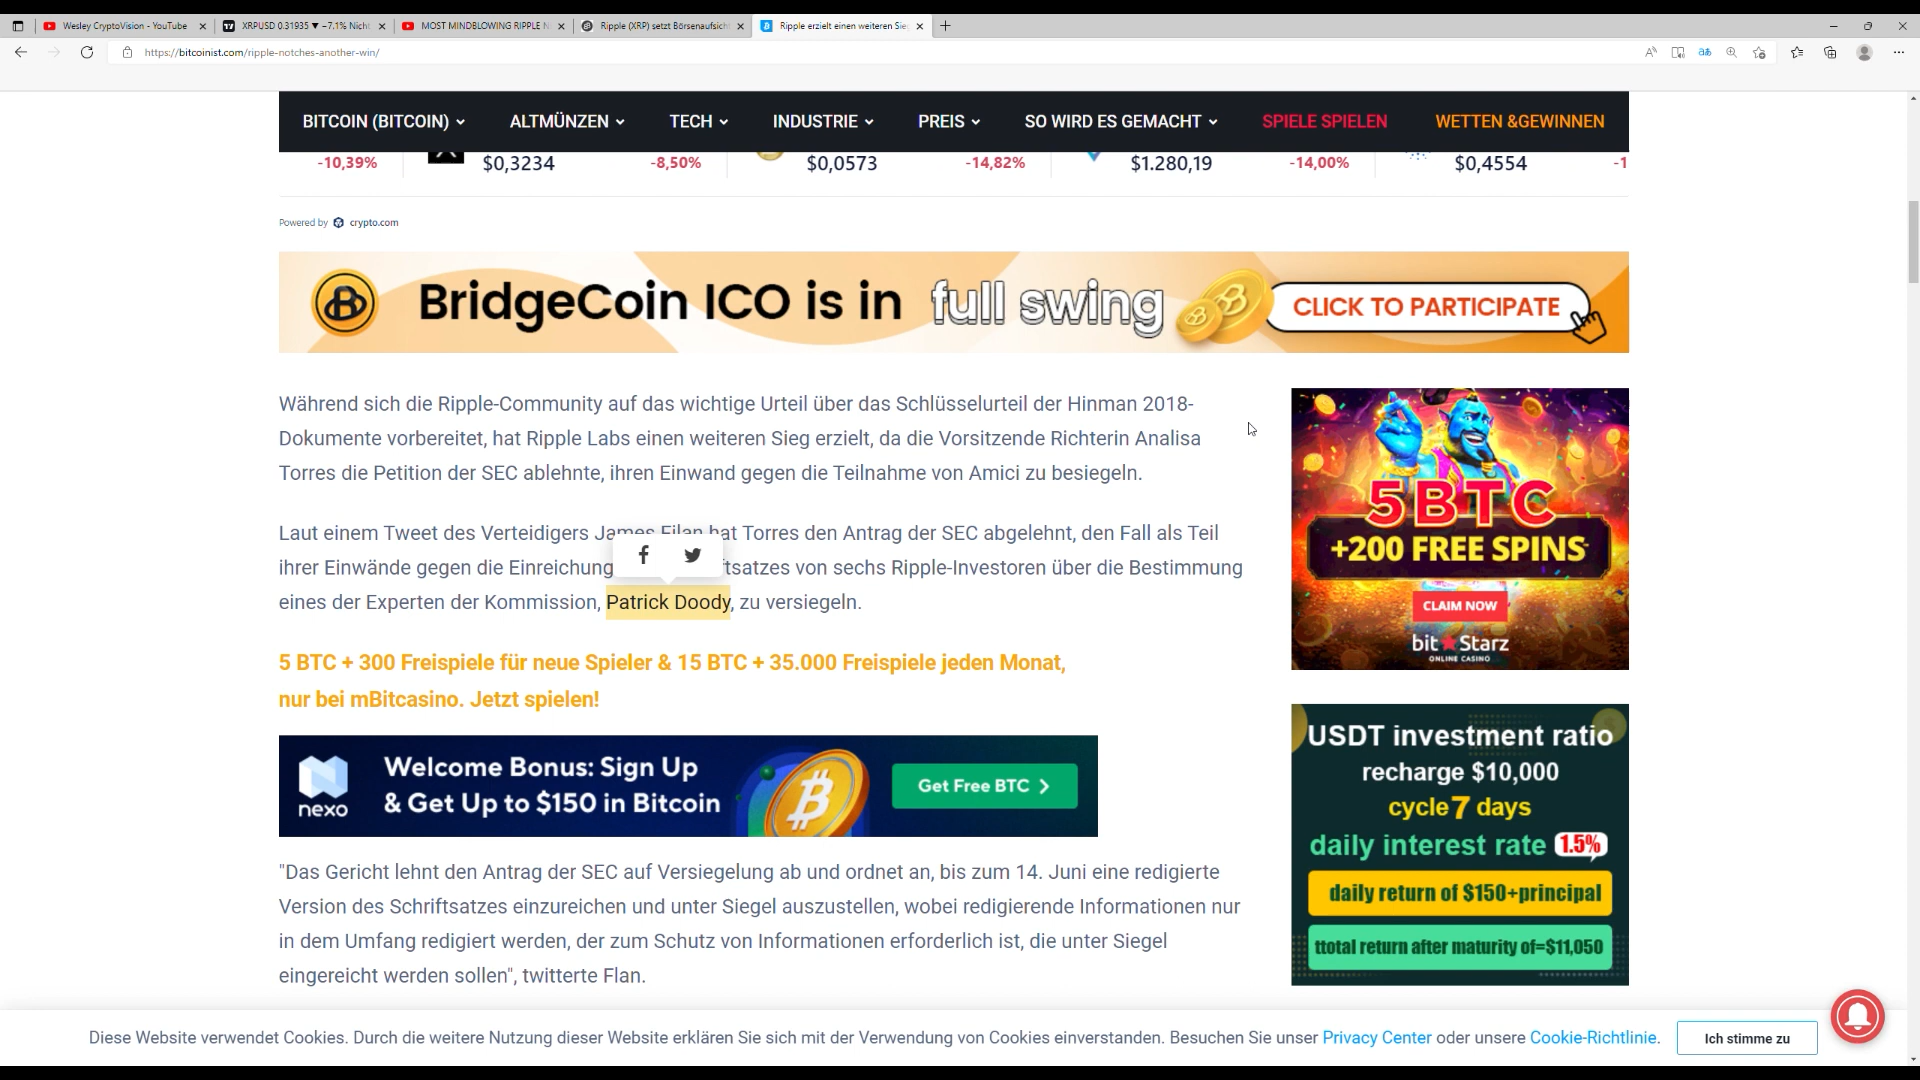 Wesley CryptoVision - YouTube
XRPUSD 0.31935 ▼ −7.1% Nicht
MOST MINDBLOWING RIPPLE N
Ripple (XRP) setzt Börsenaufsich
Ripple erzielt einen weiteren Sie
https://bitcoinist.com/ripple-notches-another-win/
BITCOIN (BITCOIN)
ALTMÜNZEN
TECH
INDUSTRIE
PREIS
SO WIRD ES GEMACHT
SPIELE SPIELEN
WETTEN &GEWINNEN
-10,39%
$0,3234
-8,50%
$0,0573
-14,82%
$1.280,19
-14,00%
$0,4554
-1
Powered by crypto.com
BridgeCoin ICO is in full swing
CLICK TO PARTICIPATE
Während sich die Ripple-Community auf das wichtige Urteil über das Schlüsselurteil der Hinman 2018-
Dokumente vorbereitet, hat Ripple Labs einen weiteren Sieg erzielt, da die Vorsitzende Richterin Analisa
Torres die Petition der SEC ablehnte, ihren Einwand gegen die Teilnahme von Amici zu besiegeln.
Laut einem Tweet des Verteidigers James Filan hat Torres den Antrag der SEC abgelehnt, den Fall als Teil
ihrer Einwände gegen die Einreichung ftsatzes von sechs Ripple-Investoren über die Bestimmung
eines der Experten der Kommission, Patrick Doody, zu versiegeln.
5 BTC + 300 Freispiele für neue Spieler & 15 BTC + 35.000 Freispiele jeden Monat,
nur bei mBitcasino. Jetzt spielen!
nexo
Welcome Bonus: Sign Up
& Get Up to $150 in Bitcoin
Get Free BTC
"Das Gericht lehnt den Antrag der SEC auf Versiegelung ab und ordnet an, bis zum 14. Juni eine redigierte
Version des Schriftsatzes einzureichen und unter Siegel auszustellen, wobei redigierende Informationen nur
in dem Umfang redigiert werden, der zum Schutz von Informationen erforderlich ist, die unter Siegel
eingereicht werden sollen", twitterte Flan.
5 BTC
+200 FREE SPINS
CLAIM NOW
bit Starz
ONLINE CASINO
USDT investment ratio
recharge $10,000
cycle 7 days
daily interest rate 1.5%
daily return of $150+principal
ttotal return after maturity of=$11,050
Diese Website verwendet Cookies. Durch die weitere Nutzung dieser Website erklären Sie sich mit der Verwendung von Cookies einverstanden. Besuchen Sie unser Privacy Center oder unsere Cookie-Richtlinie.
Ich stimme zu